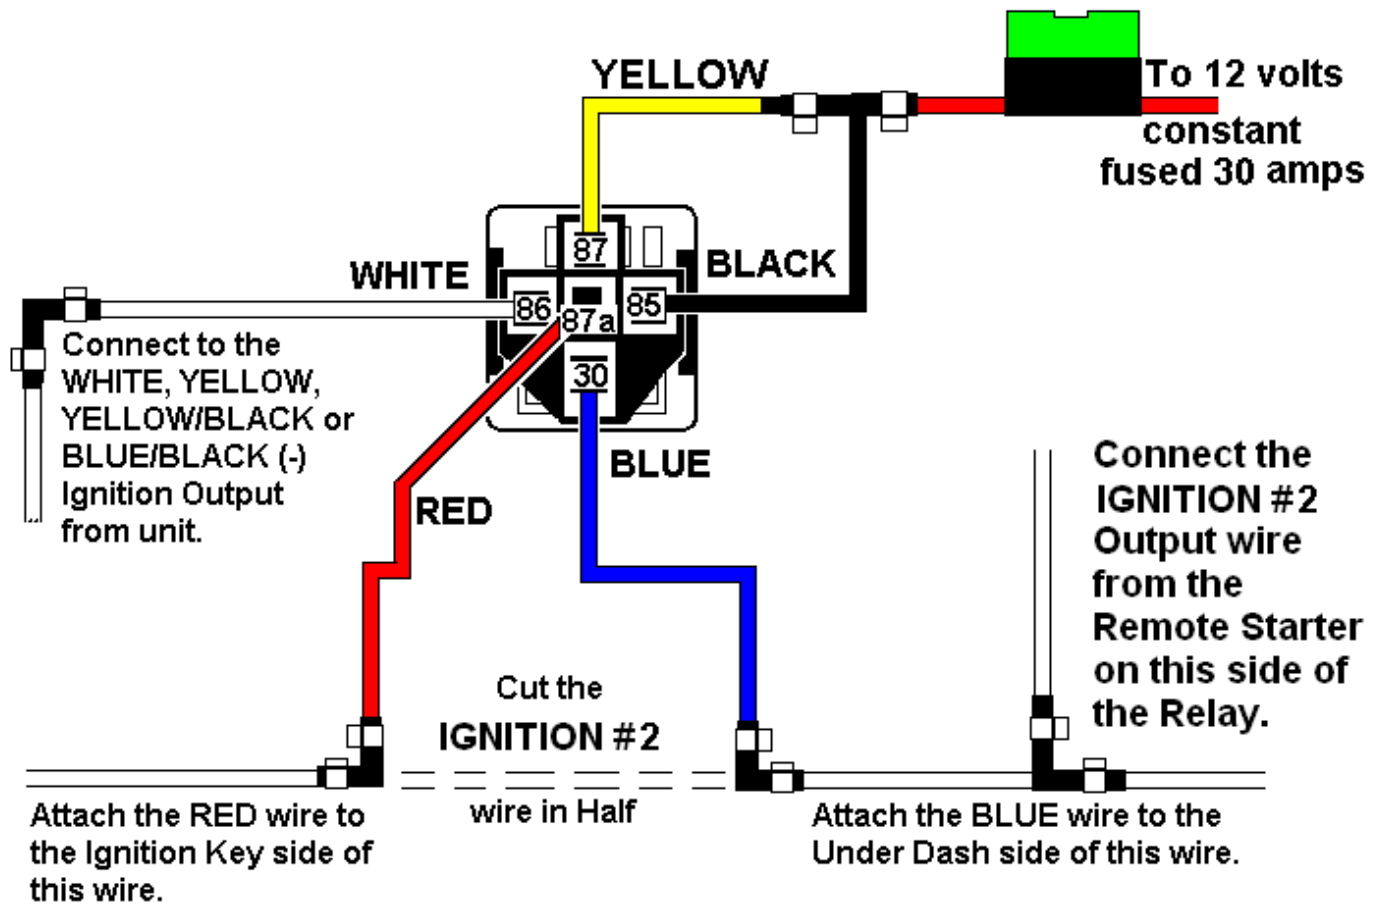 YELLOW
To 12 volts
constant
fused 30 amps
WHITE
BLACK
87
86
85
87a
30
Connect to the
WHITE, YELLOW,
YELLOW/BLACK or
BLUE/BLACK (-)
Ignition Output
from unit.
RED
BLUE
Connect the
IGNITION #2
Output wire
from the
Remote Starter
on this side of
the Relay.
Cut the
IGNITION #2
wire in Half
Attach the RED wire to
the Ignition Key side of
this wire.
Attach the BLUE wire to the
Under Dash side of this wire.